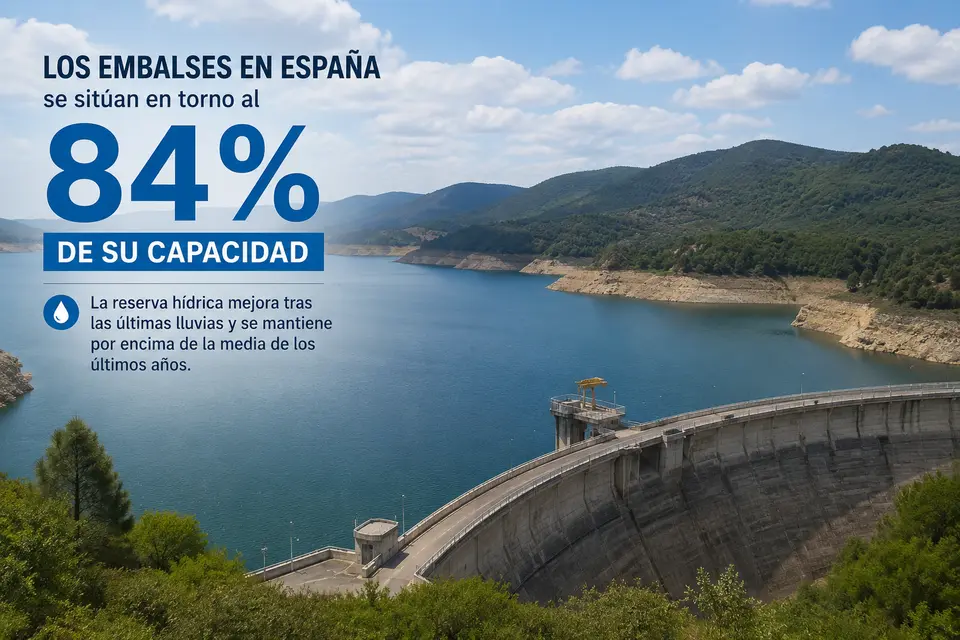 LOS EMBALSES EN ESPAÑA
se sitúan en torno al
84%
DE SU CAPACIDAD
La reserva hídrica mejora tras
las últimas lluvias y se mantiene
por encima de la media de los
últimos años.